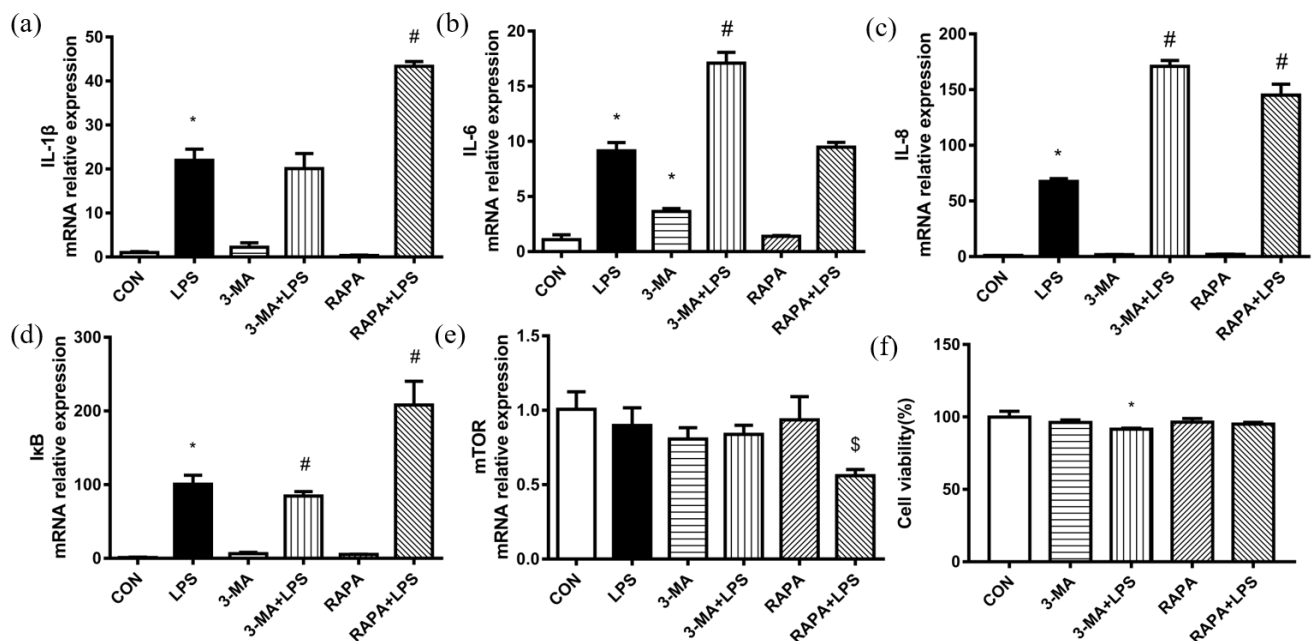 (a)
IL-1β
mRNA relative expression
50
40
30
20
10
0
*
#
CON
LPS
3-MA
3-MA+LPS
RAPA
RAPA+LPS
(b)
IL-6
mRNA relative expression
20
15
10
5
0
*
*
#
CON
LPS
3-MA
3-MA+LPS
RAPA
RAPA+LPS
(c)
IL-8
mRNA relative expression
200
150
100
50
0
*
#
#
CON
LPS
3-MA
3-MA+LPS
RAPA
RAPA+LPS
(d)
IκB
mRNA relative expression
300
200
100
0
*
#
#
CON
LPS
3-MA
3-MA+LPS
RAPA
RAPA+LPS
(e)
mTOR
mRNA relative expression
1.5
1.0
0.5
0.0
$
CON
LPS
3-MA
3-MA+LPS
RAPA
RAPA+LPS
(f)
Cell viability(%)
150
100
50
0
*
CON
3-MA
3-MA+LPS
RAPA
RAPA+LPS